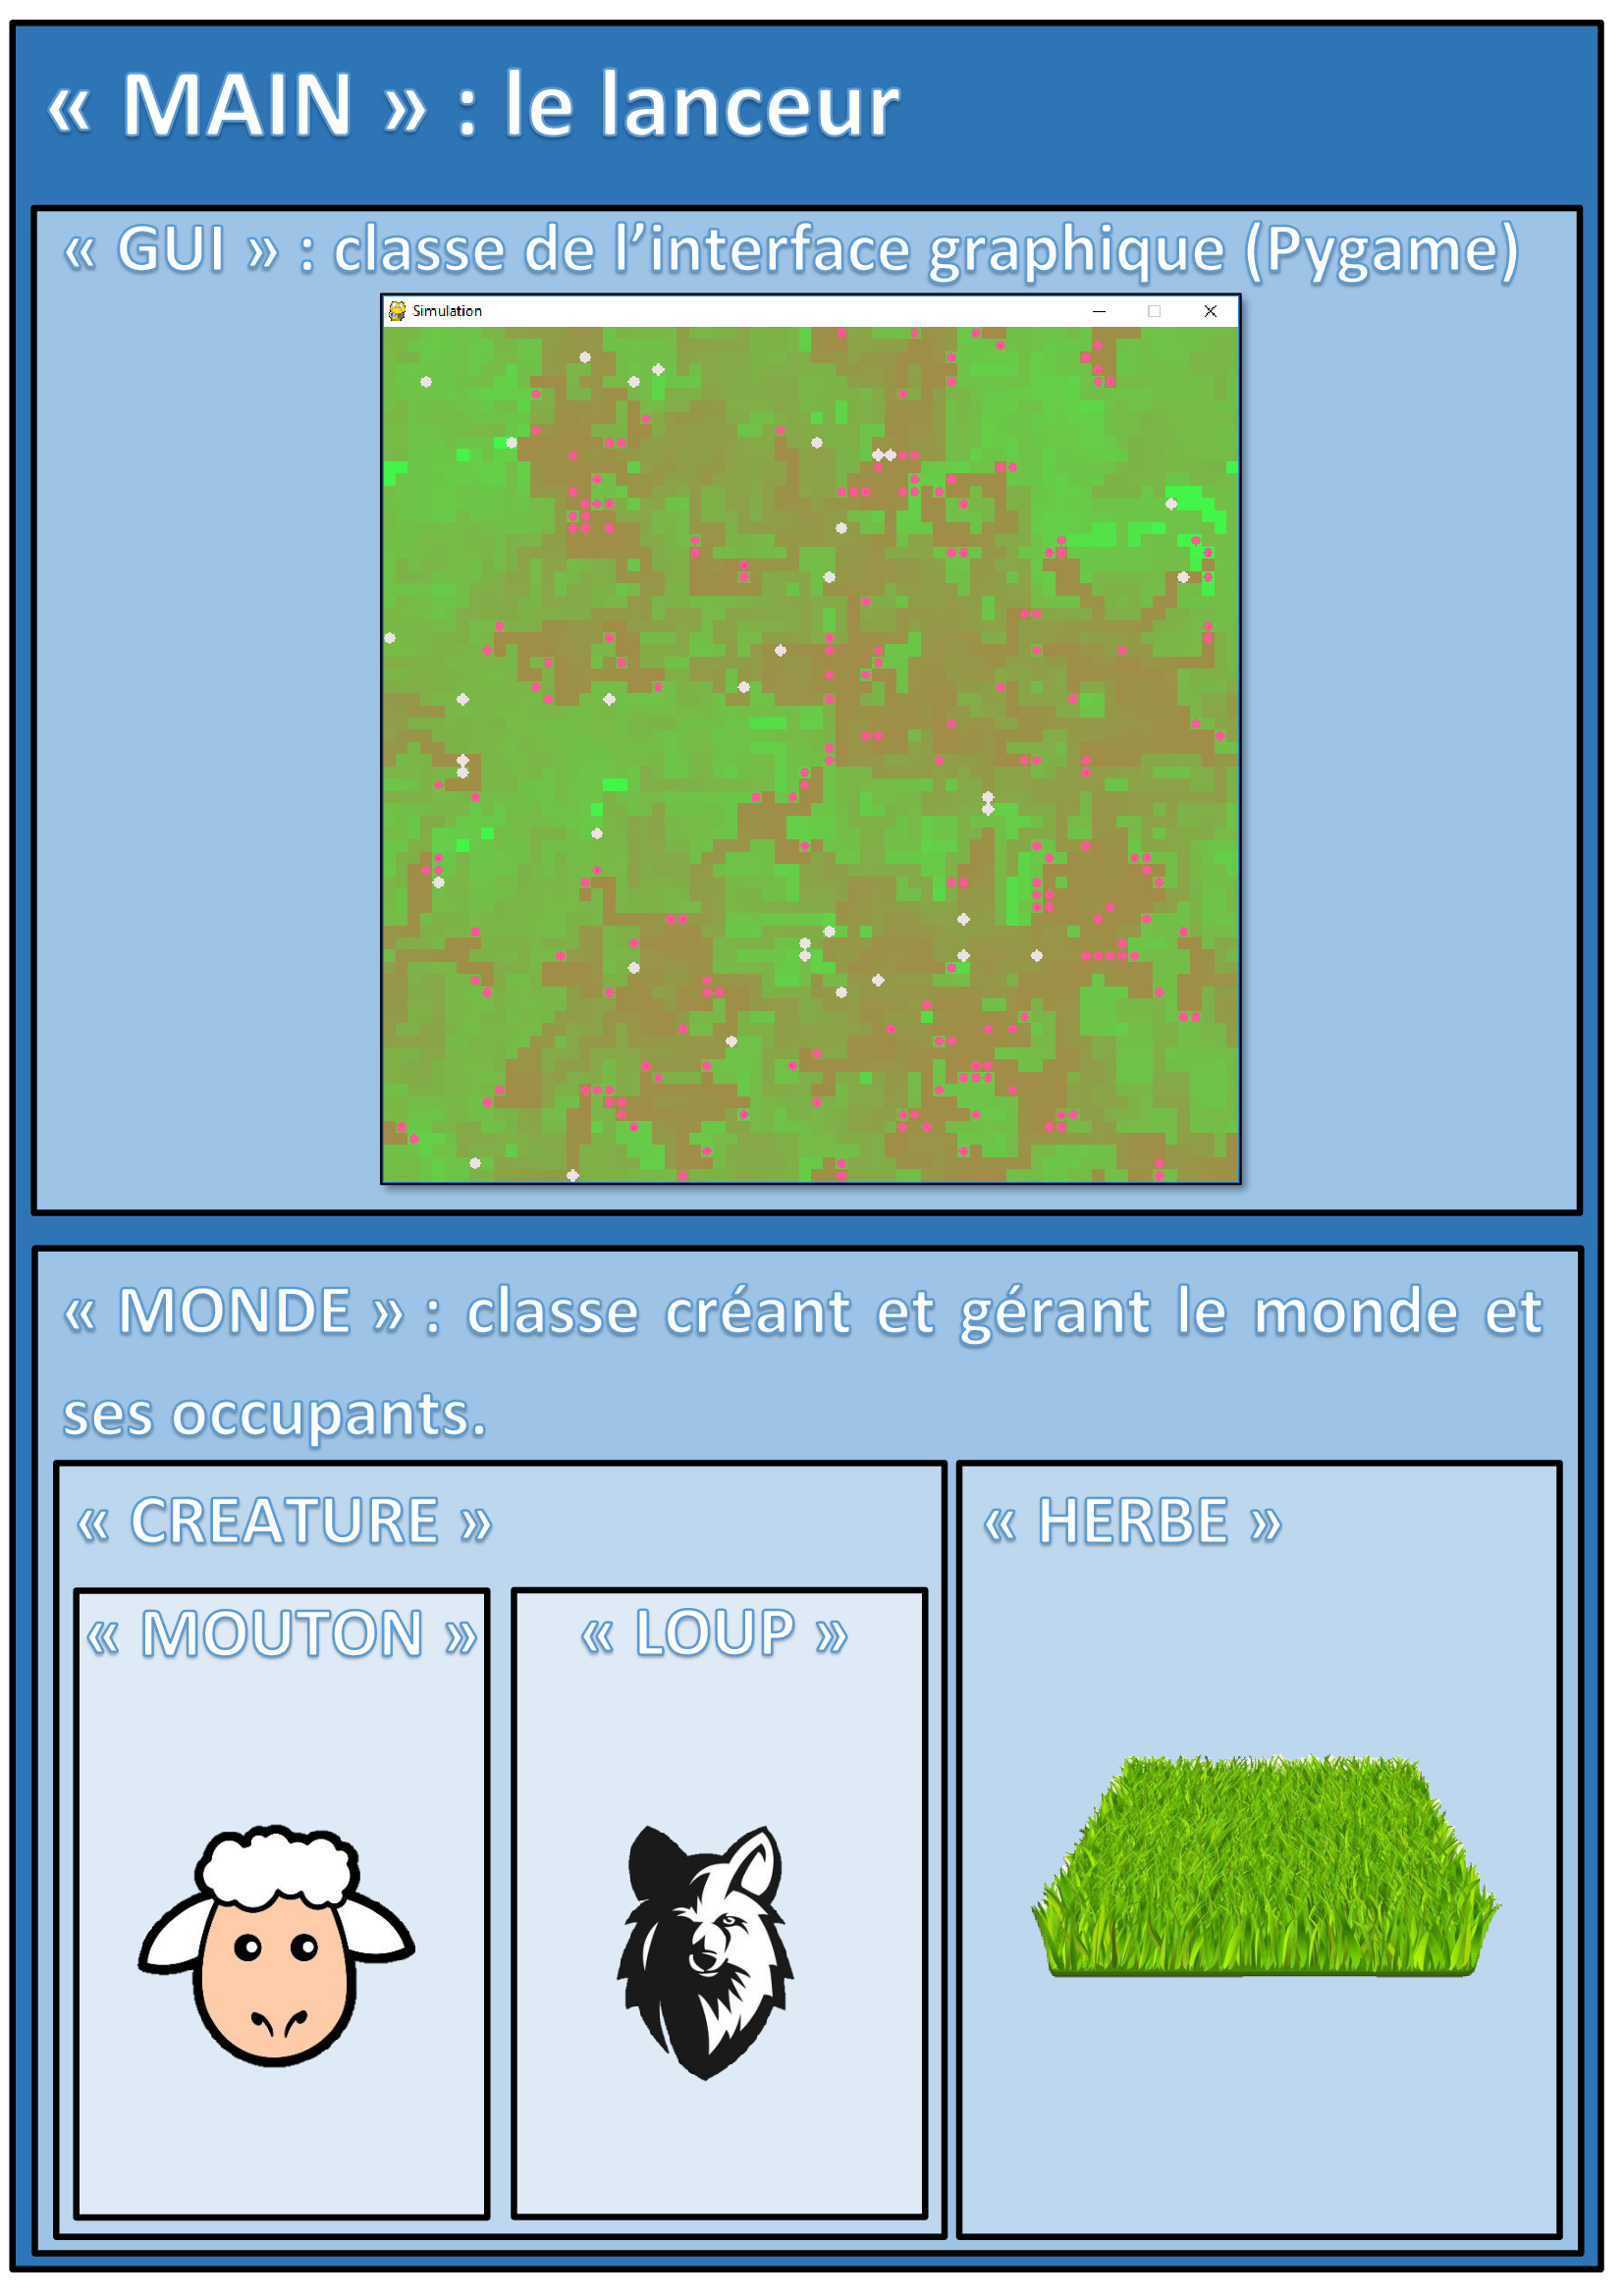 « MAIN » : le lanceur
« GUI » : classe de l’interface graphique (Pygame)
Simulation
« MONDE » : classe créant et gérant le monde et
ses occupants.
« CREATURE »
« HERBE »
« MOUTON »
« LOUP »